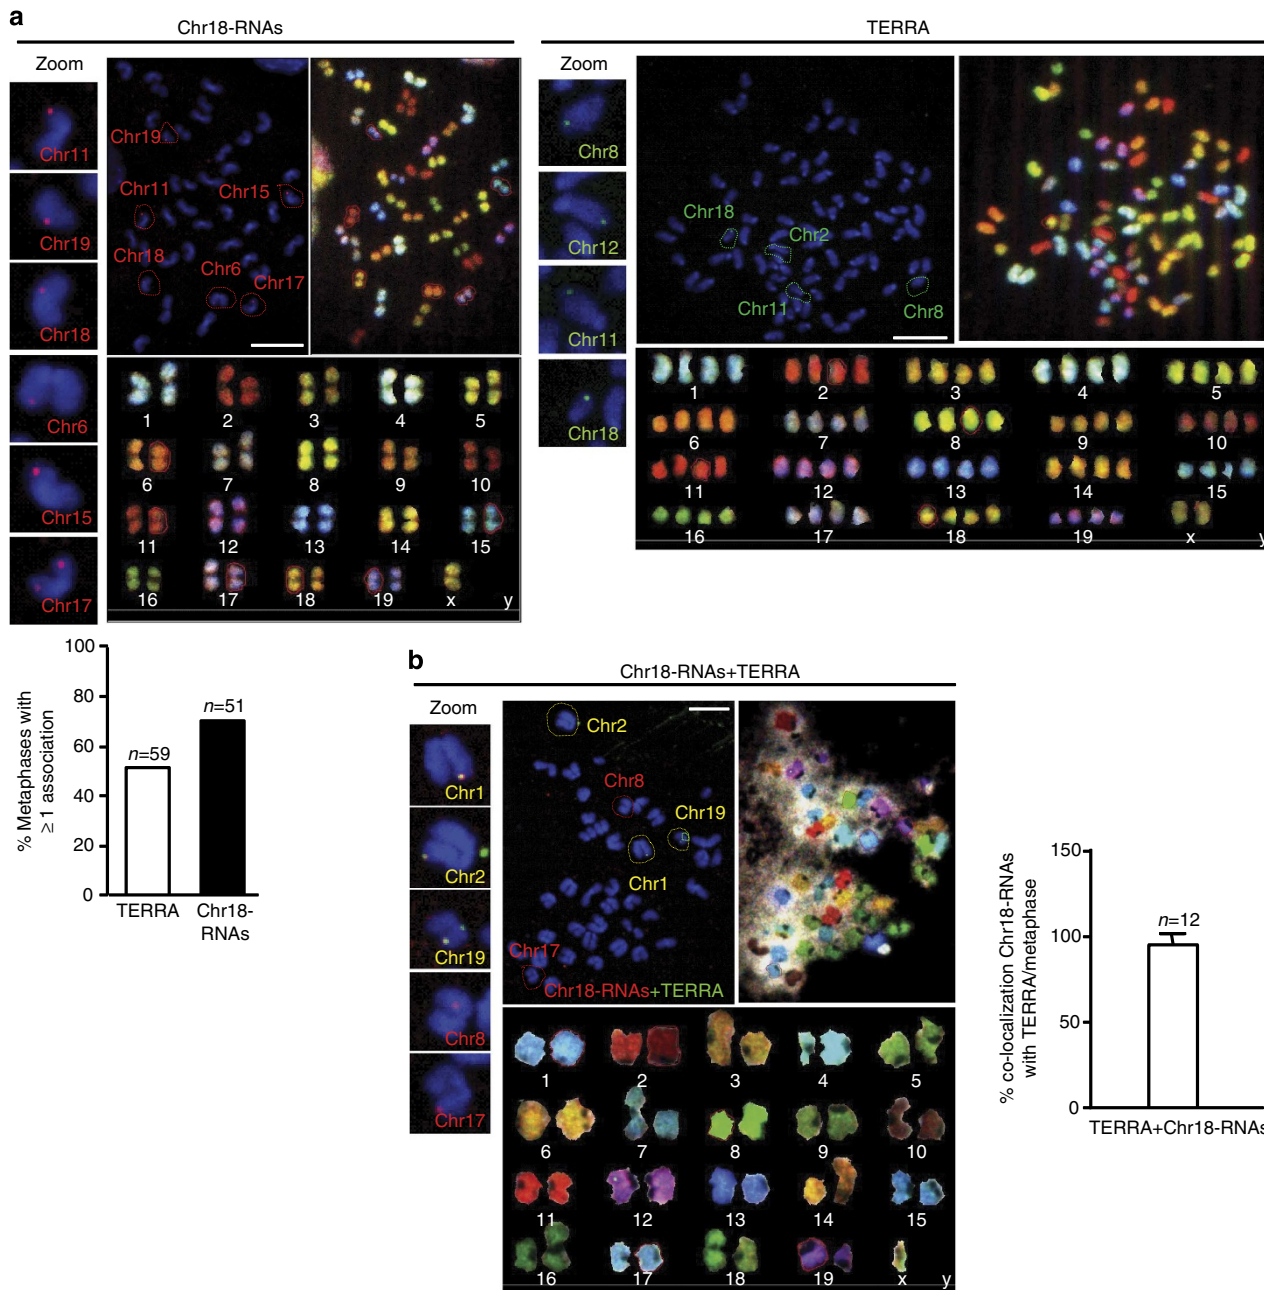 a
Chr18-RNAs
Zoom
Chr11
Chr19
Chr18
Chr6
Chr15
Chr17
Chr19
Chr11
Chr15
Chr18
Chr6
Chr17
1 2 3 4 5
6 7 8 9 10
11 12 13 14 15
16 17 18 19 x y
TERRA
Zoom
Chr8
Chr12
Chr11
Chr18
Chr18
Chr2
Chr11
Chr8
1 2 3 4 5
6 7 8 9 10
11 12 13 14 15
16 17 18 19 x y
% Metaphases with
≥ 1 association
100
80
60
40
20
0
n=59
n=51
TERRA
Chr18-
RNAs
b
Chr18-RNAs+TERRA
Zoom
Chr1
Chr2
Chr19
Chr8
Chr17
Chr2
Chr8
Chr19
Chr1
Chr17
Chr18-RNAs+TERRA
1 2 3 4 5
6 7 8 9 10
11 12 13 14 15
16 17 18 19 x y
% co-localization Chr18-RNAs
with TERRA/metaphase
150
100
50
0
n=12
TERRA+Chr18-RNAs